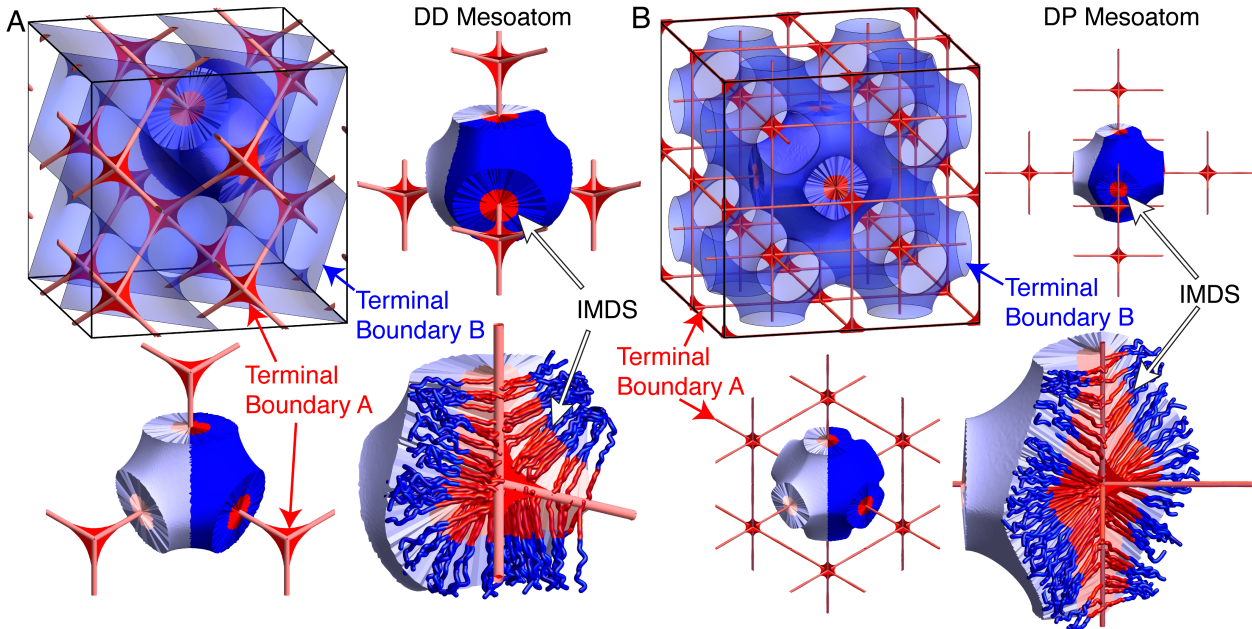 A
DD Mesoatom
Terminal
Boundary B
IMDS
Terminal
Boundary A
B
DP Mesoatom
Terminal
Boundary B
IMDS
Terminal
Boundary A